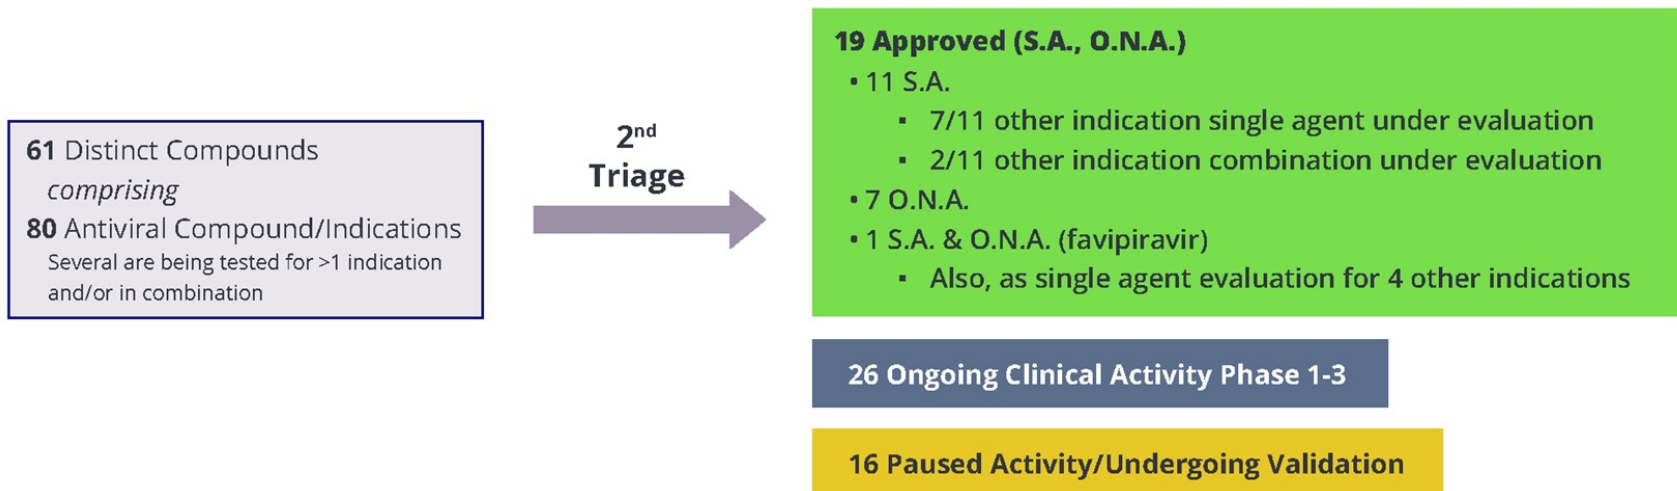 61 Distinct Compounds
comprising
80 Antiviral Compound/Indications
Several are being tested for >1 indication
and/or in combination
2nd
Triage
19 Approved (S.A., O.N.A.)
• 11 S.A.
▪ 7/11 other indication single agent under evaluation
▪ 2/11 other indication combination under evaluation
• 7 O.N.A.
• 1 S.A. & O.N.A. (favipiravir)
▪ Also, as single agent evaluation for 4 other indications
26 Ongoing Clinical Activity Phase 1-3
16 Paused Activity/Undergoing Validation